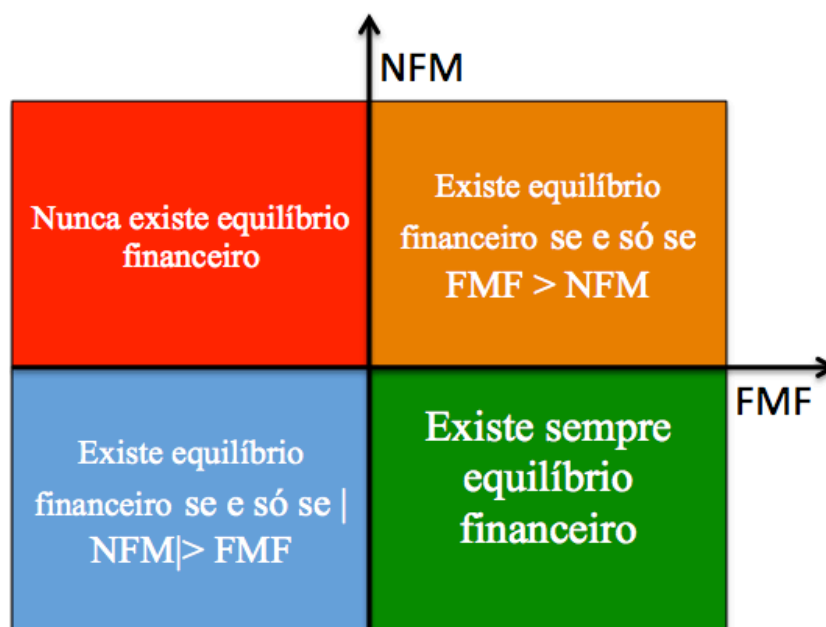 NFM
Nunca existe equilíbrio
financeiro
Existe equilíbrio
financeiro se e só se
FMF > NFM
FMF
Existe equilíbrio
financeiro se e só se |
NFM|> FMF
Existe sempre
equilíbrio
financeiro